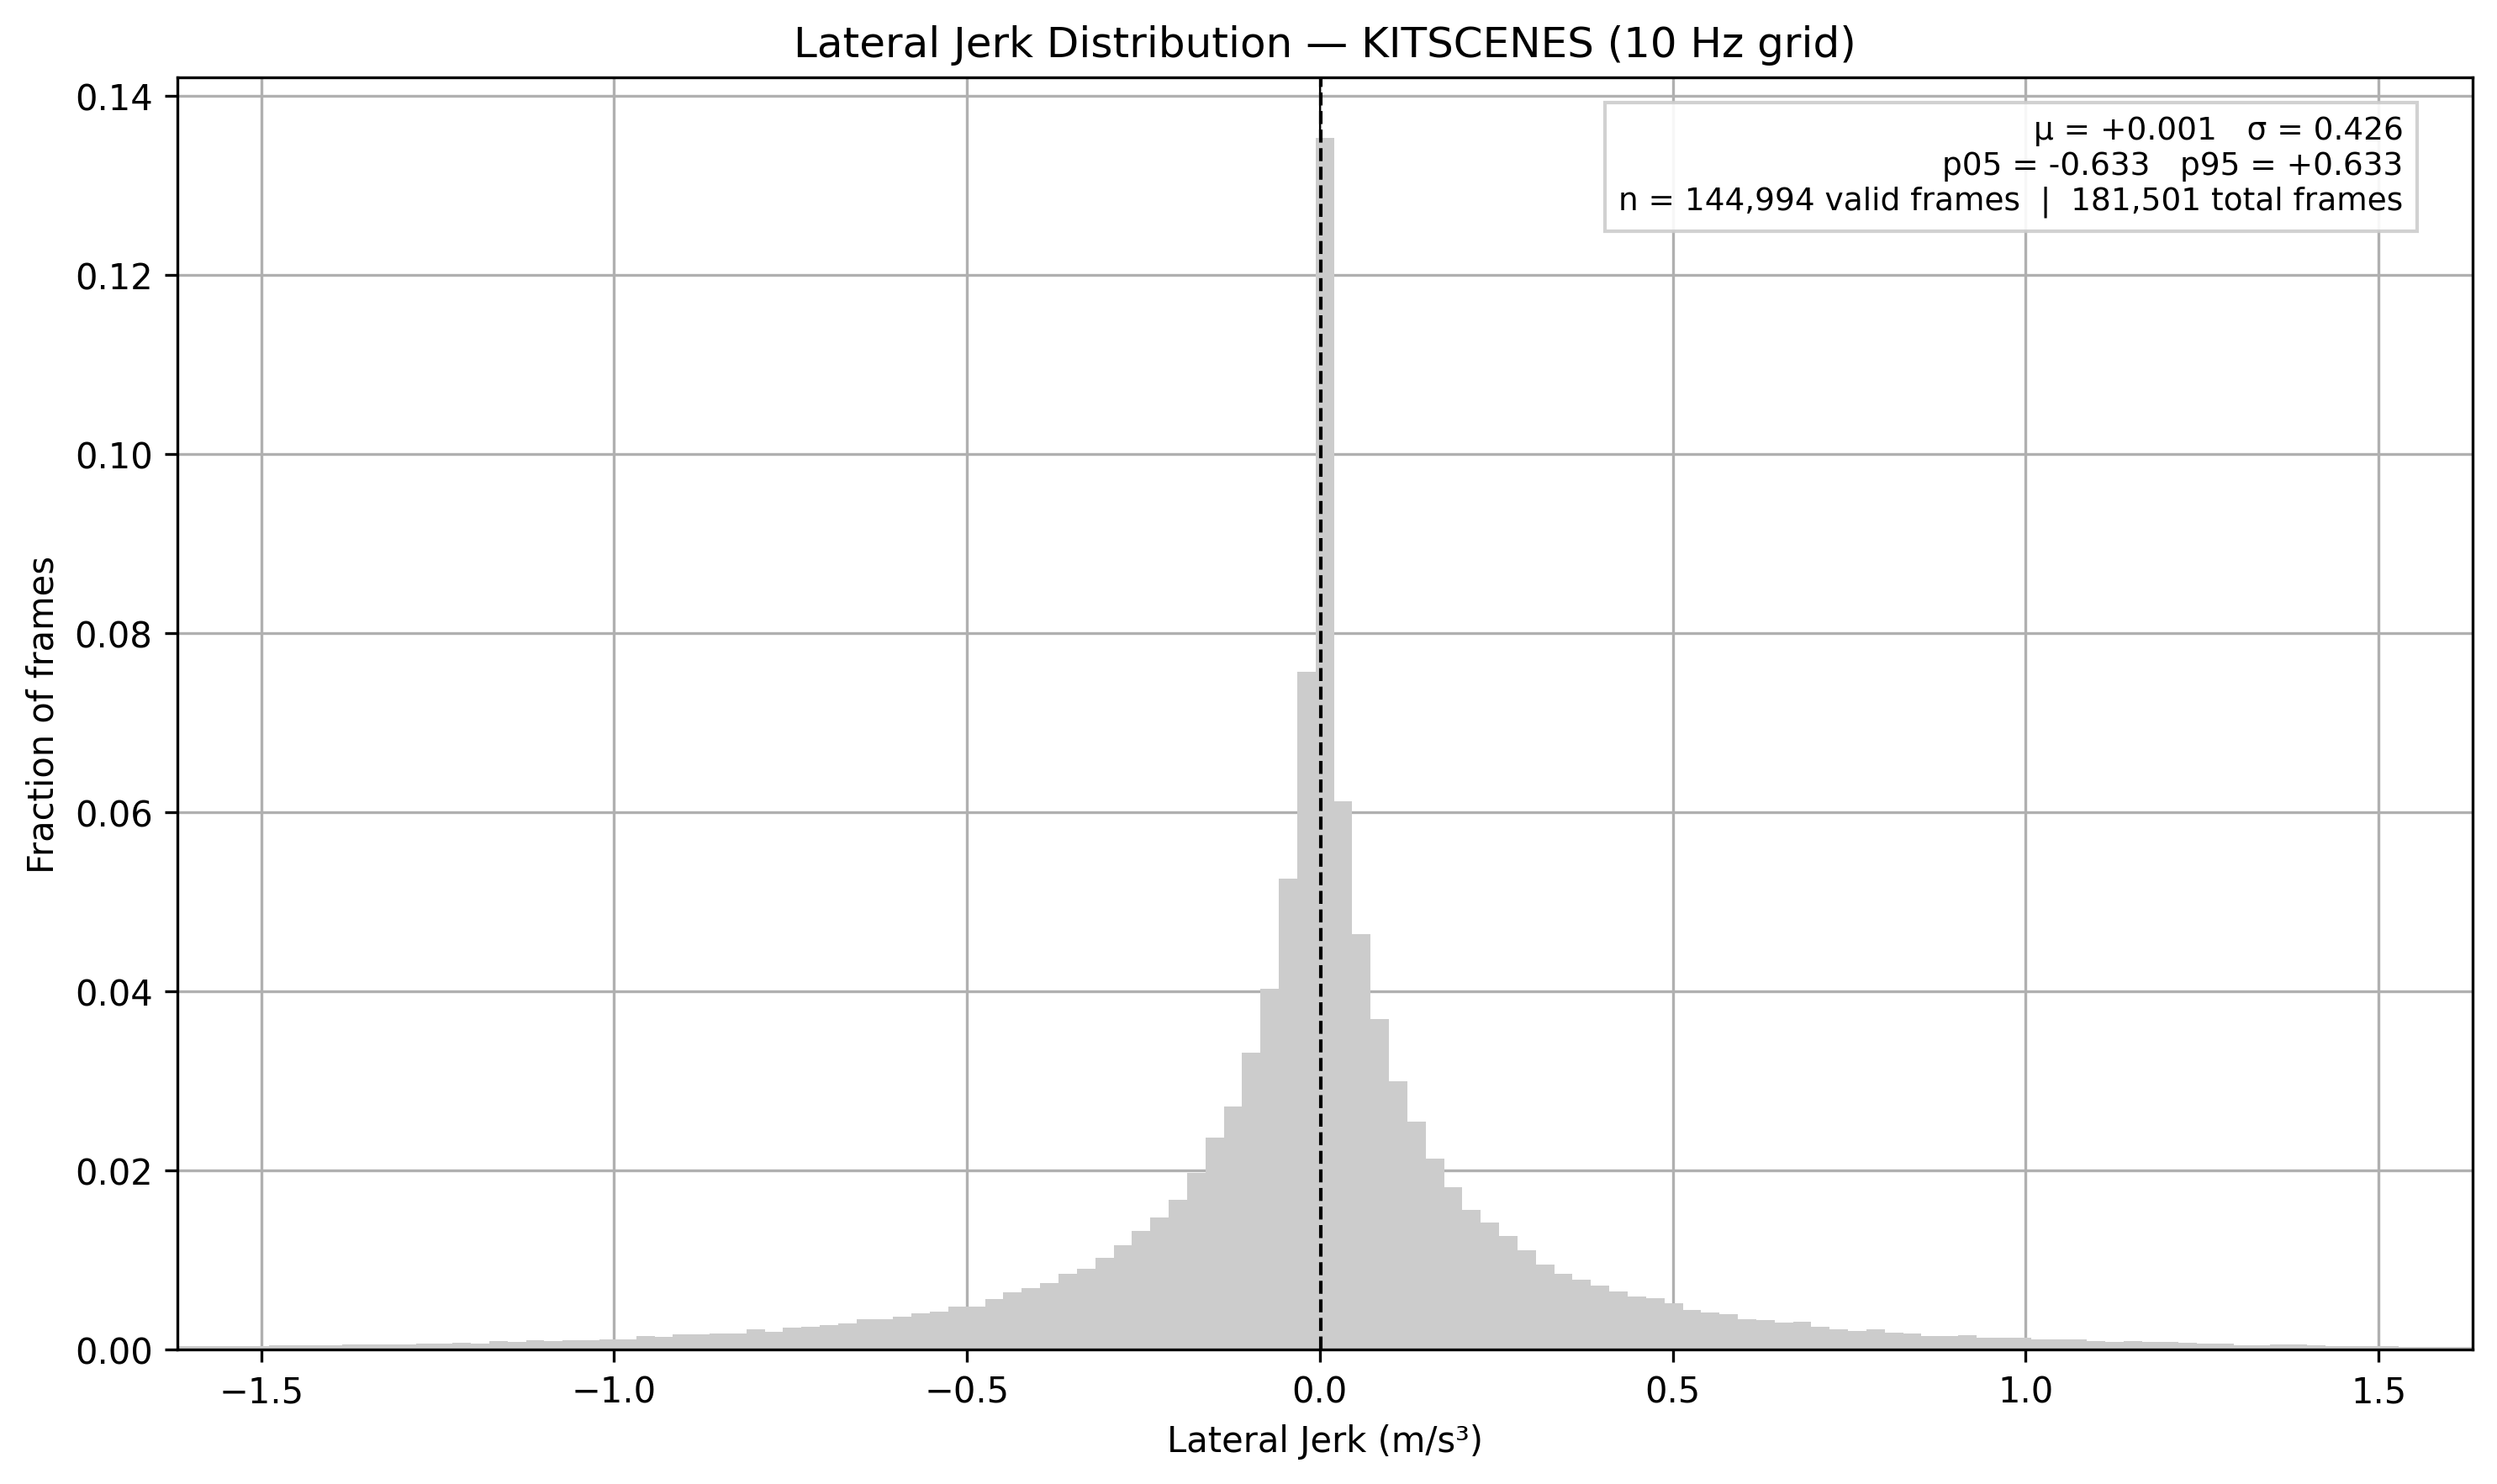 Lateral Jerk Distribution — KITSCENES (10 Hz grid)
0.14
0.12
0.10
0.08
0.06
0.04
0.02
0.00
Fraction of frames
μ = +0.001   σ = 0.426
p05 = -0.633   p95 = +0.633
n = 144,994 valid frames  |  181,501 total frames
−1.5 −1.0 −0.5 0.0 0.5 1.0 1.5
Lateral Jerk (m/s³)